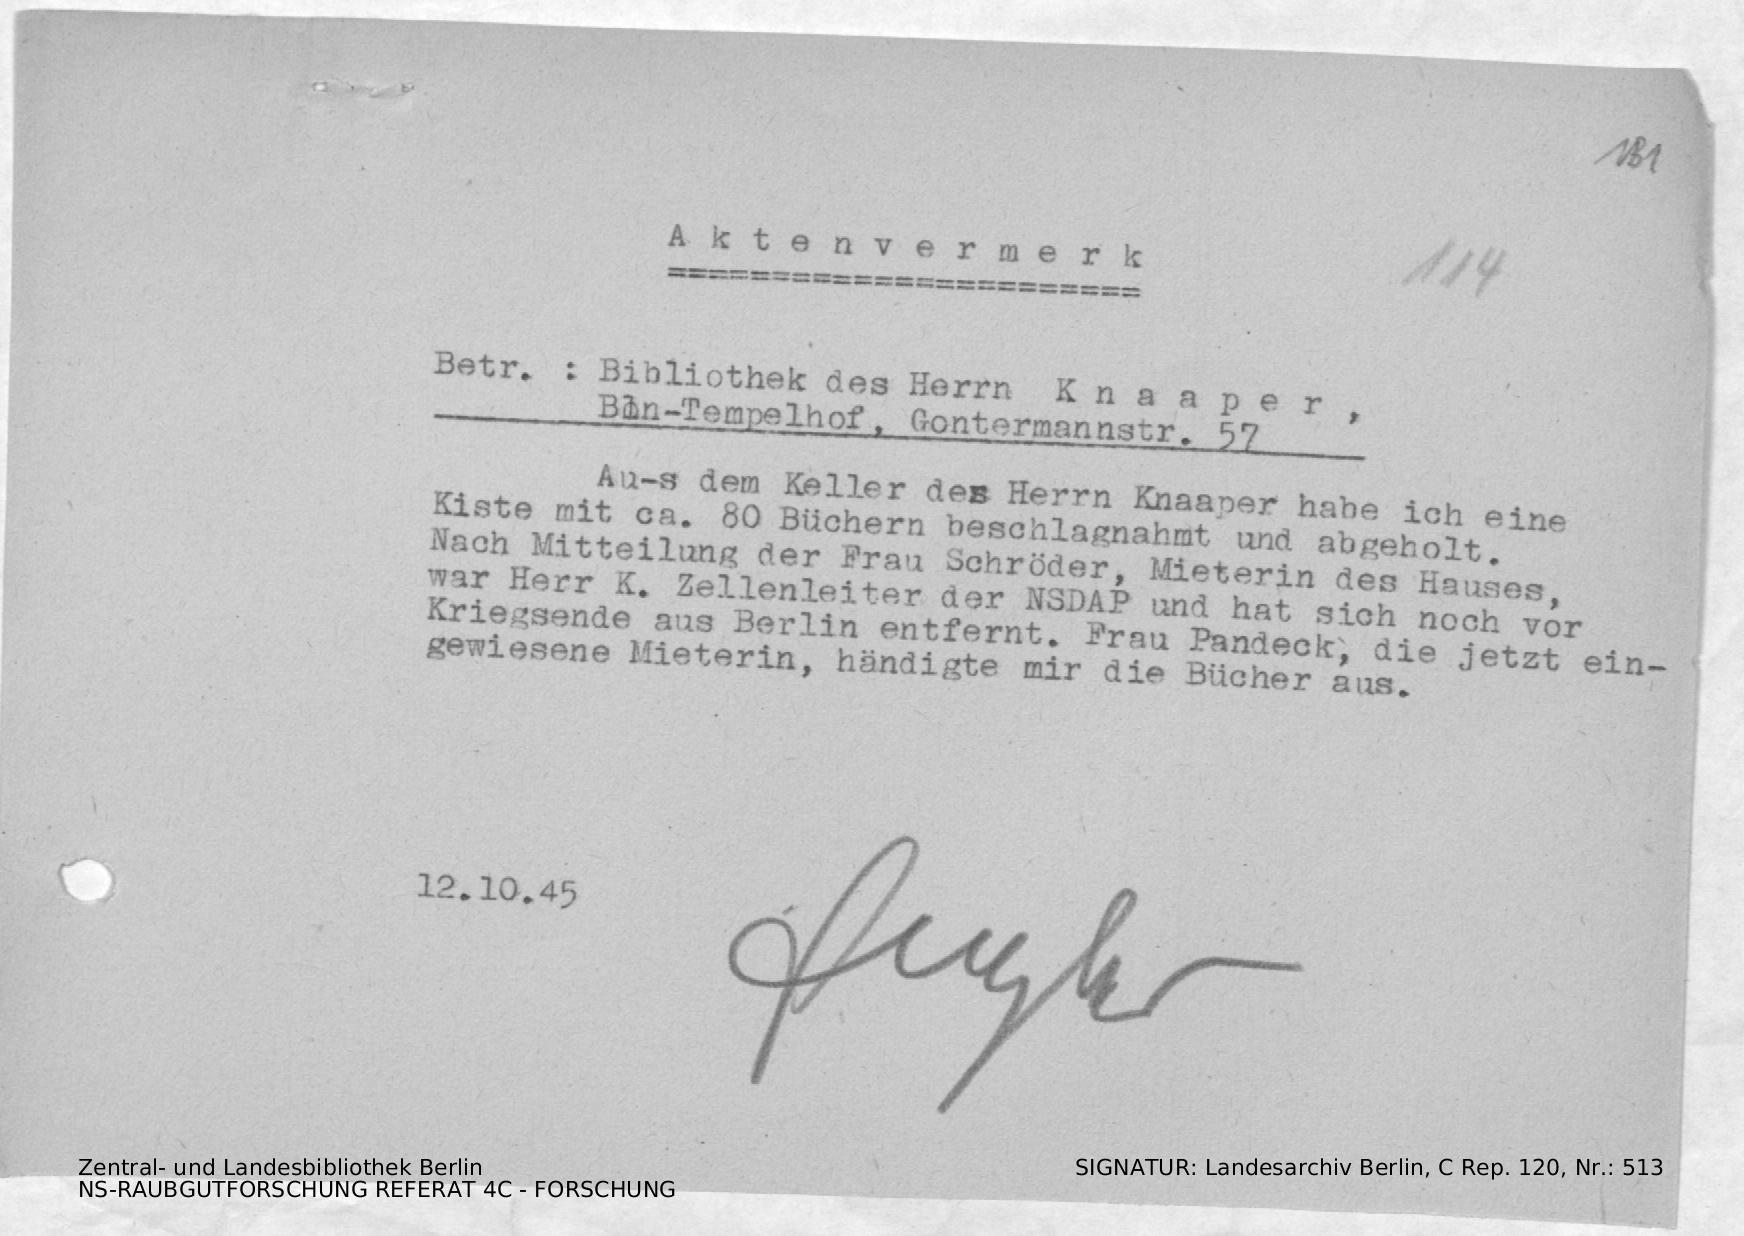 181
A k t e n v e r m e r k
=======================
114
Betr. : Bibliothek des Herrn K n a a p e r ,
Bln-Tempelhof, Gontermannstr. 57
Au-s dem Keller des Herrn Knaaper habe ich eine
Kiste mit ca. 80 Büchern beschlagnahmt und abgeholt.
Nach Mitteilung der Frau Schröder, Mieterin des Hauses,
war Herr K. Zellenleiter der NSDAP und hat sich noch vor
Kriegsende aus Berlin entfernt. Frau Pandeck, die jetzt ein-
gewiesene Mieterin, händigte mir die Bücher aus.
12.10.45
Zentral- und Landesbibliothek Berlin
NS-RAUBGUTFORSCHUNG REFERAT 4C - FORSCHUNG
SIGNATUR: Landesarchiv Berlin, C Rep. 120, Nr.: 513